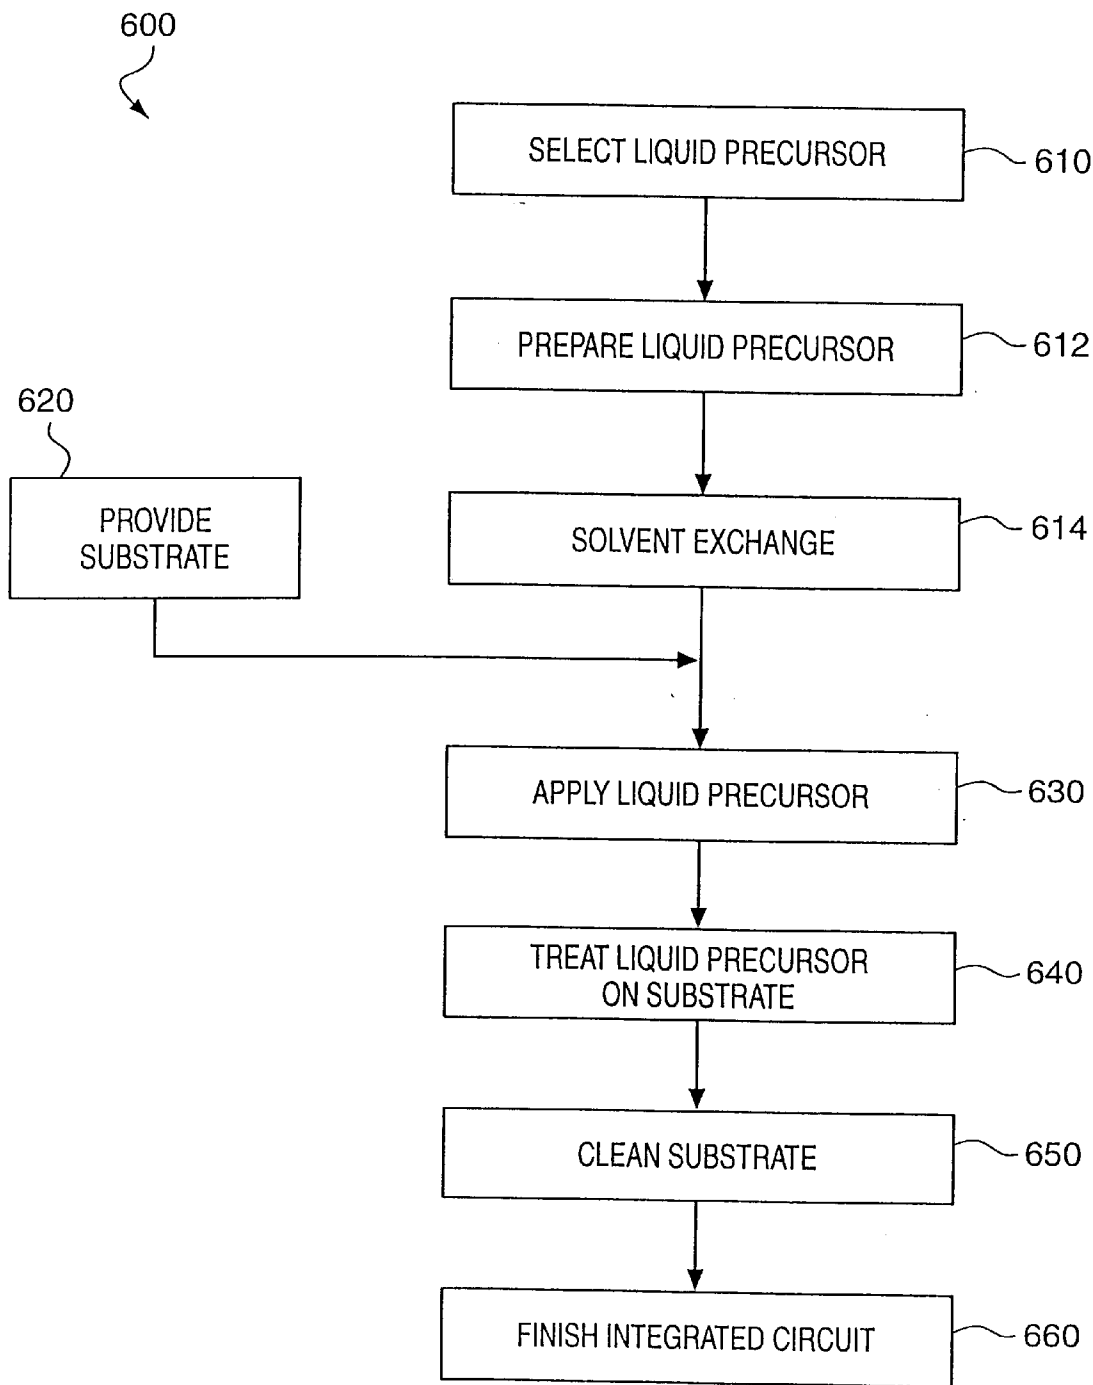 600
SELECT LIQUID PRECURSOR
610
PREPARE LIQUID PRECURSOR
612
620
PROVIDE
SUBSTRATE
SOLVENT EXCHANGE
614
APPLY LIQUID PRECURSOR
630
TREAT LIQUID PRECURSOR
ON SUBSTRATE
640
CLEAN SUBSTRATE
650
FINISH INTEGRATED CIRCUIT
660